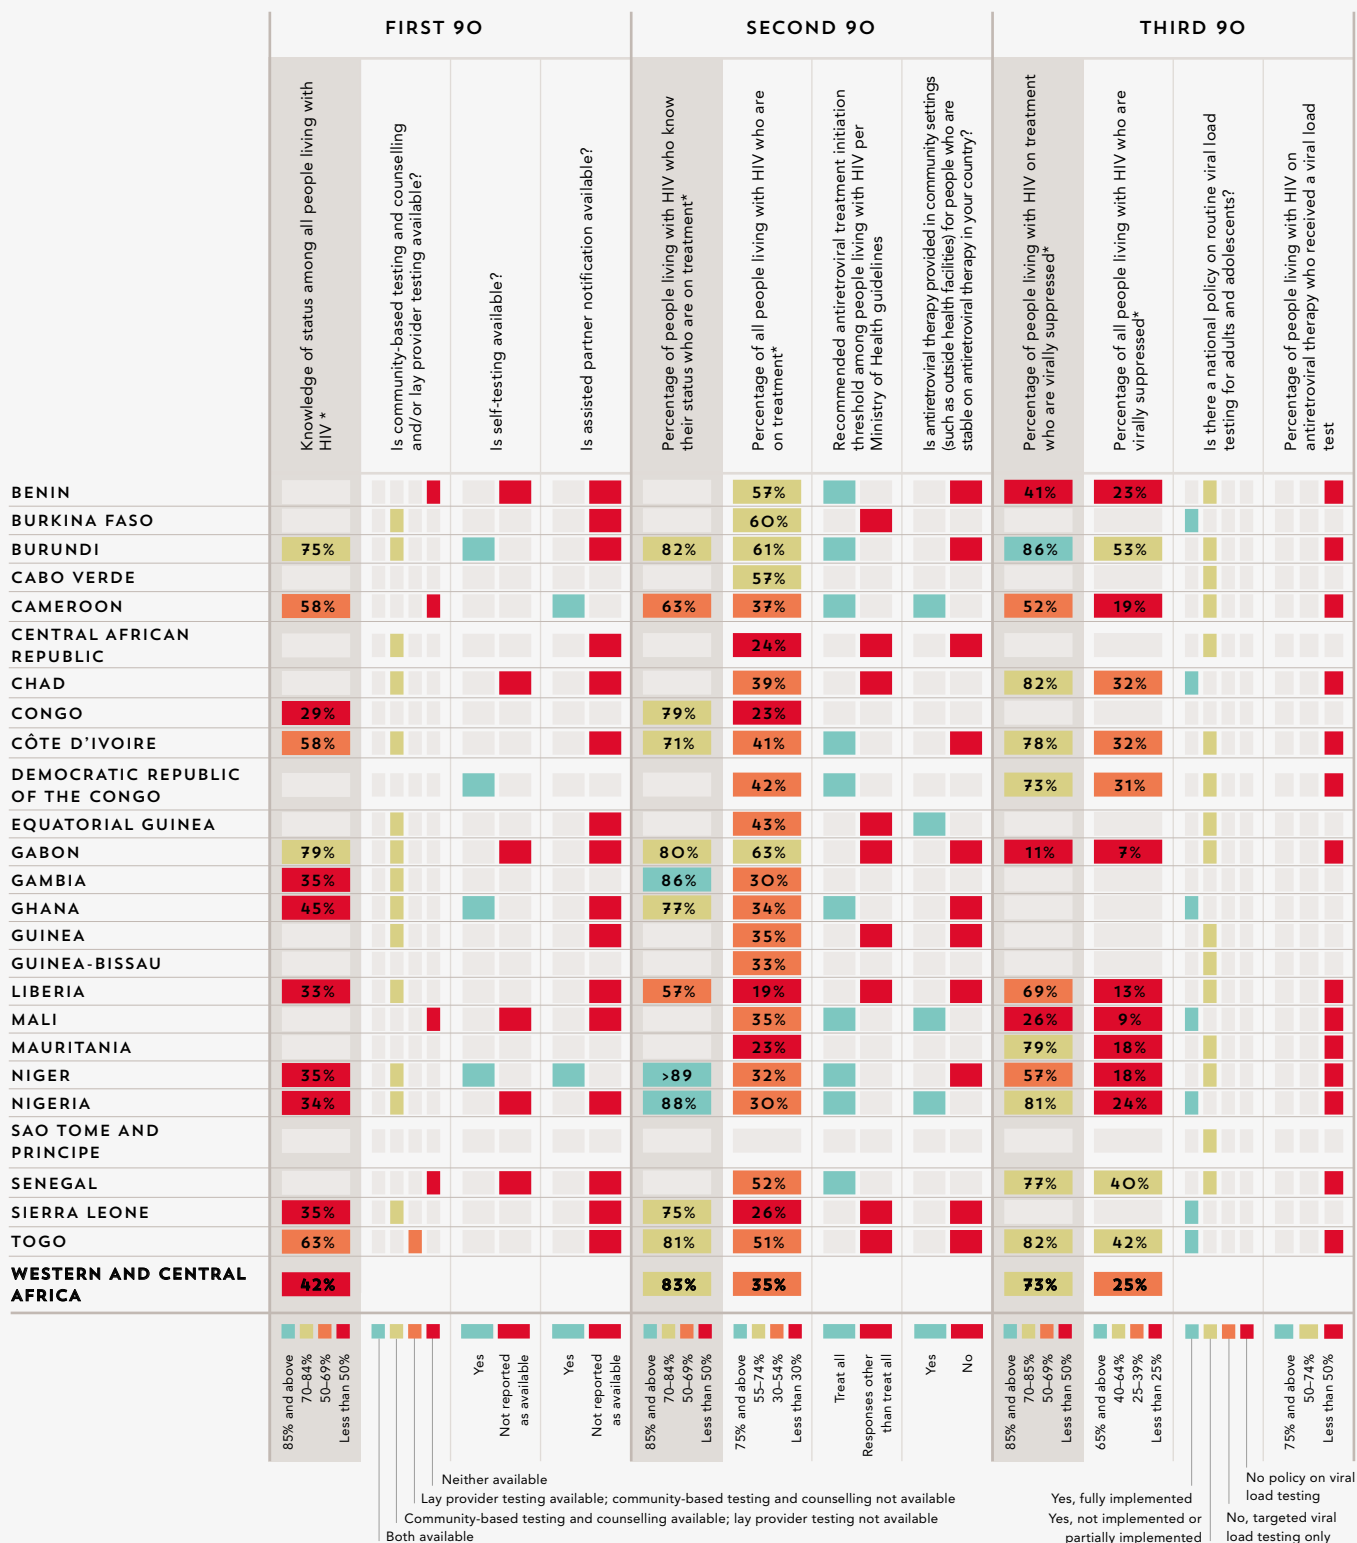 FIRST 90
SECOND 90
THIRD 90
Knowledge of status among all people living with
HIV *
Is community-based testing and counselling
and/or lay provider testing available?
Is self-testing available?
Is assisted partner notification available?
Percentage of people living with HIV who know
their status who are on treatment*
Percentage of all people living with HIV who are
on treatment*
Recommended antiretroviral treatment initiation
threshold among people living with HIV per
Ministry of Health guidelines
Is antiretroviral therapy provided in community settings
(such as outside health facilities) for people who are
stable on antiretroviral therapy in your country?
Percentage of people living with HIV on treatment
who are virally suppressed*
Percentage of all people living with HIV who are
virally suppressed*
Is there a national policy on routine viral load
testing for adults and adolescents?
Percentage of people living with HIV on
antiretroviral therapy who received a viral load
test
BENIN 57% 41% 23%
BURKINA FASO 60%
BURUNDI 75% 82% 61% 86% 53%
CABO VERDE 57%
CAMEROON 58% 63% 37% 52% 19%
CENTRAL AFRICAN
REPUBLIC 24%
CHAD 39% 82% 32%
CONGO 29% 79% 23%
CÔTE D'IVOIRE 58% 71% 41% 78% 32%
DEMOCRATIC REPUBLIC
OF THE CONGO 42% 73% 31%
EQUATORIAL GUINEA 43%
GABON 79% 80% 63% 11% 7%
GAMBIA 35% 86% 30%
GHANA 45% 77% 34%
GUINEA 35%
GUINEA-BISSAU 33%
LIBERIA 33% 57% 19% 69% 13%
MALI 35% 26% 9%
MAURITANIA 23% 79% 18%
NIGER 35% >89 32% 57% 18%
NIGERIA 34% 88% 30% 81% 24%
SAO TOME AND
PRINCIPE
SENEGAL 52% 77% 40%
SIERRA LEONE 35% 75% 26%
TOGO 63% 81% 51% 82% 42%
WESTERN AND CENTRAL
AFRICA 42% 83% 35% 73% 25%
85% and above
70–84%
50–69%
Less than 50%
Yes
Not reported
as available
Yes
Not reported
as available
85% and above
70–84%
50–69%
Less than 50%
75% and above
55–74%
30–54%
Less than 30%
Treat all
Responses other
than treat all
Yes
No
85% and above
70–85%
50–69%
Less than 50%
65% and above
40–64%
25–39%
Less than 25%
75% and above
50–74%
Less than 50%
Neither available
Lay provider testing available; community-based testing and counselling not available
Community-based testing and counselling available; lay provider testing not available
Both available
Yes, fully implemented
Yes, not implemented or
partially implemented
No policy on viral
load testing
No, targeted viral
load testing only